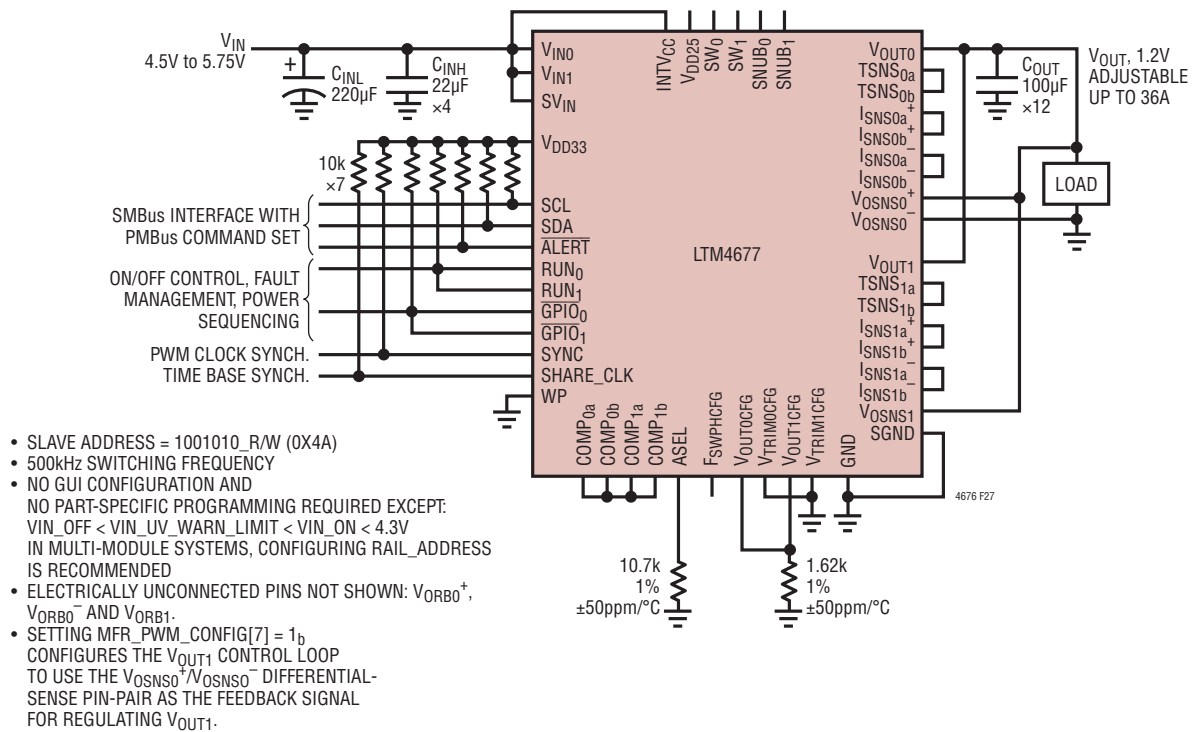 V_IN
4.5V to 5.75V
+
C_INL
220µF
C_INH
22µF
×4
10k
×7
SMBus INTERFACE WITH
PMBus COMMAND SET
ON/OFF CONTROL, FAULT
MANAGEMENT, POWER
SEQUENCING
PWM CLOCK SYNCH.
TIME BASE SYNCH.
V_IN0
V_IN1
SV_IN
V_DD33
SCL
SDA
ALERT
RUN_0
RUN_1
GPIO_0
GPIO_1
SYNC
SHARE_CLK
WP
INTV_CC
V_DD25
SW_0
SW_1
SNUB_0
SNUB_1
LTM4677
V_OUT0
TSNS_0a
TSNS_0b
I_SNS0a^+
I_SNS0b^+
I_SNS0a^–
I_SNS0b^–
V_OSNS0^+
V_OSNS0^–
V_OUT1
TSNS_1a
TSNS_1b
I_SNS1a^+
I_SNS1b^+
I_SNS1a^–
I_SNS1b^–
V_OSNS1
SGND
COMP_0a
COMP_0b
COMP_1a
COMP_1b
ASEL
F_SWPHCFG
V_OUT0CFG
V_TRIM0CFG
V_OUT1CFG
V_TRIM1CFG
GND
C_OUT
100µF
×12
V_OUT, 1.2V
ADJUSTABLE
UP TO 36A
LOAD
4676 F27
10.7k
1%
±50ppm/°C
1.62k
1%
±50ppm/°C
• SLAVE ADDRESS = 1001010_R/W (0X4A)
• 500kHz SWITCHING FREQUENCY
• NO GUI CONFIGURATION AND
NO PART-SPECIFIC PROGRAMMING REQUIRED EXCEPT:
VIN_OFF < VIN_UV_WARN_LIMIT < VIN_ON < 4.3V
IN MULTI-MODULE SYSTEMS, CONFIGURING RAIL_ADDRESS
IS RECOMMENDED
• ELECTRICALLY UNCONNECTED PINS NOT SHOWN: V_ORB0^+,
V_ORB0^– AND V_ORB1.
• SETTING MFR_PWM_CONFIG[7] = 1_b
CONFIGURES THE V_OUT1 CONTROL LOOP
TO USE THE V_OSNS0^+/V_OSNS0^– DIFFERENTIAL-
SENSE PIN-PAIR AS THE FEEDBACK SIGNAL
FOR REGULATING V_OUT1.